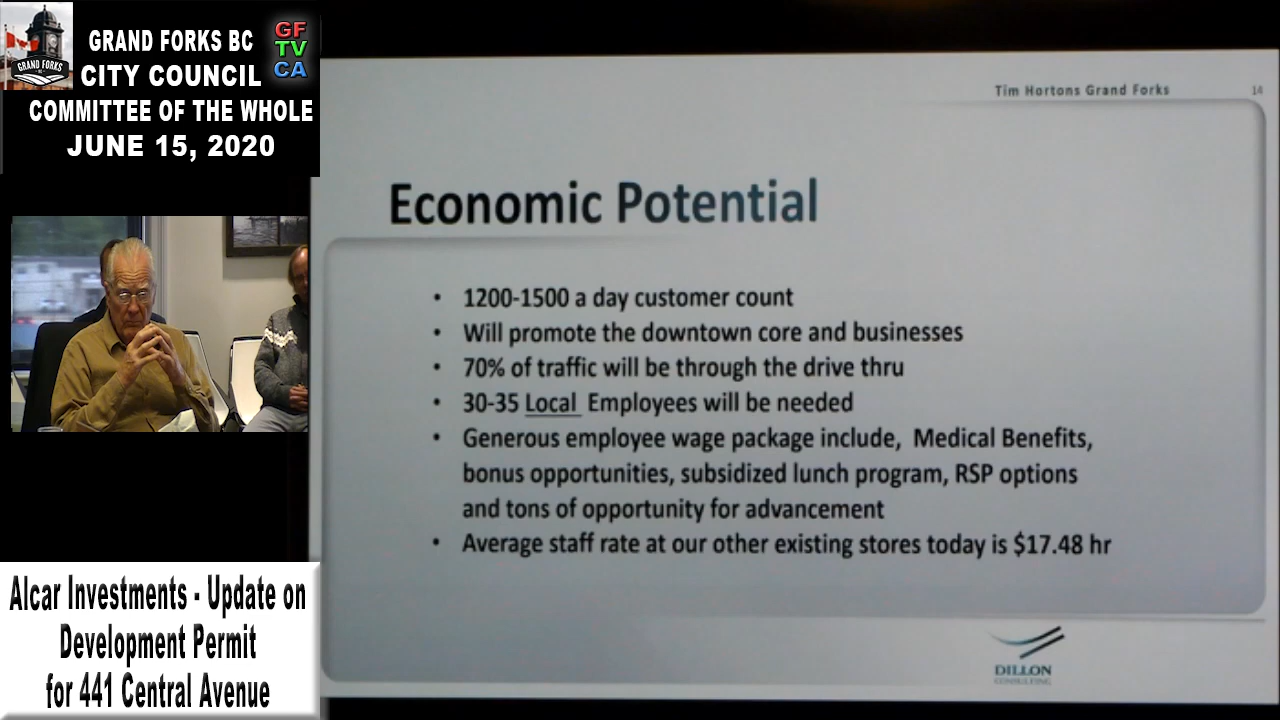 GRAND FORKS BC
CITY COUNCIL
COMMITTEE OF THE WHOLE
JUNE 15, 2020
GF
TV
CA
GRAND FORKS
Tim Hortons Grand Forks
14
Economic Potential
• 1200-1500 a day customer count
• Will promote the downtown core and businesses
• 70% of traffic will be through the drive thru
• 30-35 Local Employees will be needed
• Generous employee wage package include, Medical Benefits,
bonus opportunities, subsidized lunch program, RSP options
and tons of opportunity for advancement
• Average staff rate at our other existing stores today is $17.48 hr
DILLON
CONSULTING
Alcar Investments - Update on
Development Permit
for 441 Central Avenue